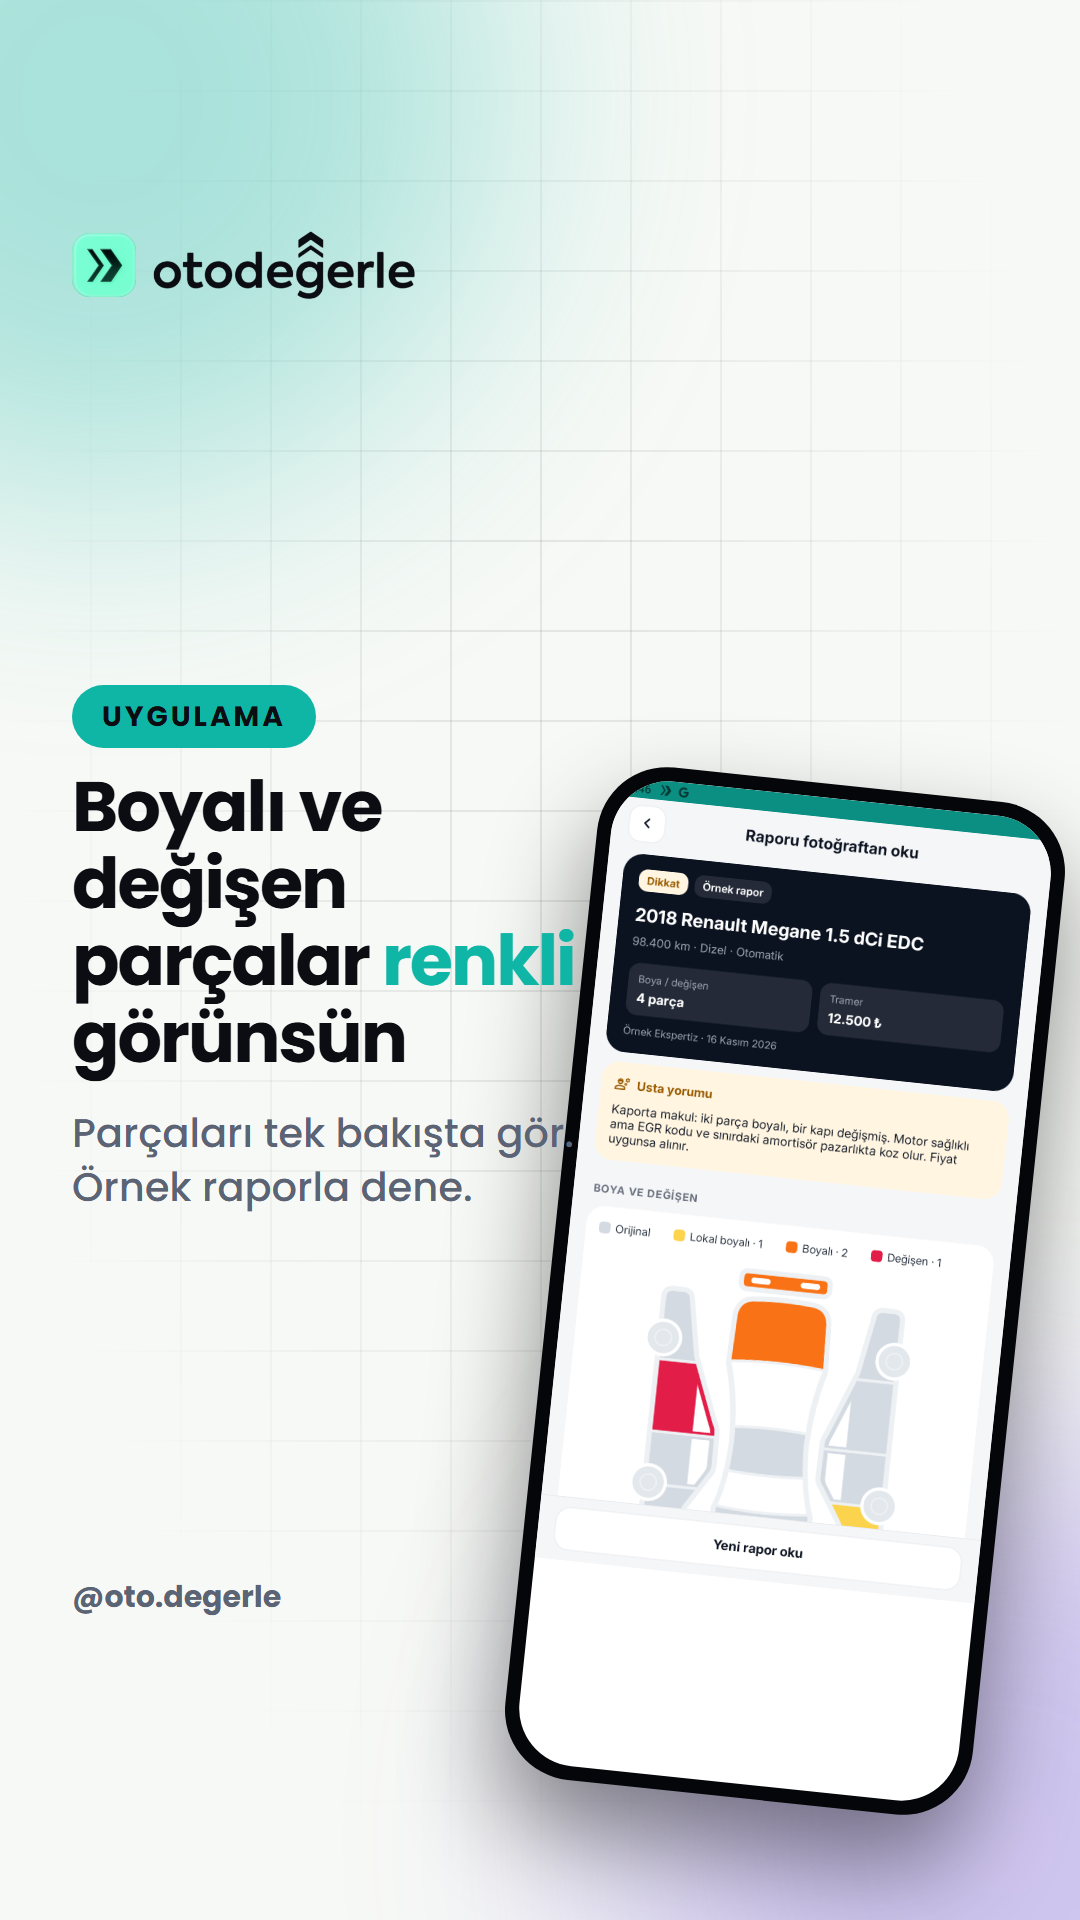 otodeğerle
UYGULAMA
Boyalı ve
değişen
parçalar renkli
görünsün
Parçaları tek bakışta gör.
Örnek raporla dene.
@oto.degerle
Raporu fotoğraftan oku
Dikkat
Örnek rapor
2018 Renault Megane 1.5 dCi EDC
98.400 km · Dizel · Otomatik
Boya / değişen
4 parça
Tramer
12.500 ₺
Örnek Ekspertiz · 16 Kasım 2026
Usta yorumu
Kaporta makul: iki parça boyalı, bir kapı değişmiş. Motor sağlıklı
ama EGR kodu ve sınırdaki amortisör pazarlıkta koz olur. Fiyat
uygunsa alınır.
BOYA VE DEĞİŞEN
Orijinal
Lokal boyalı · 1
Boyalı · 2
Değişen · 1
Yeni rapor oku